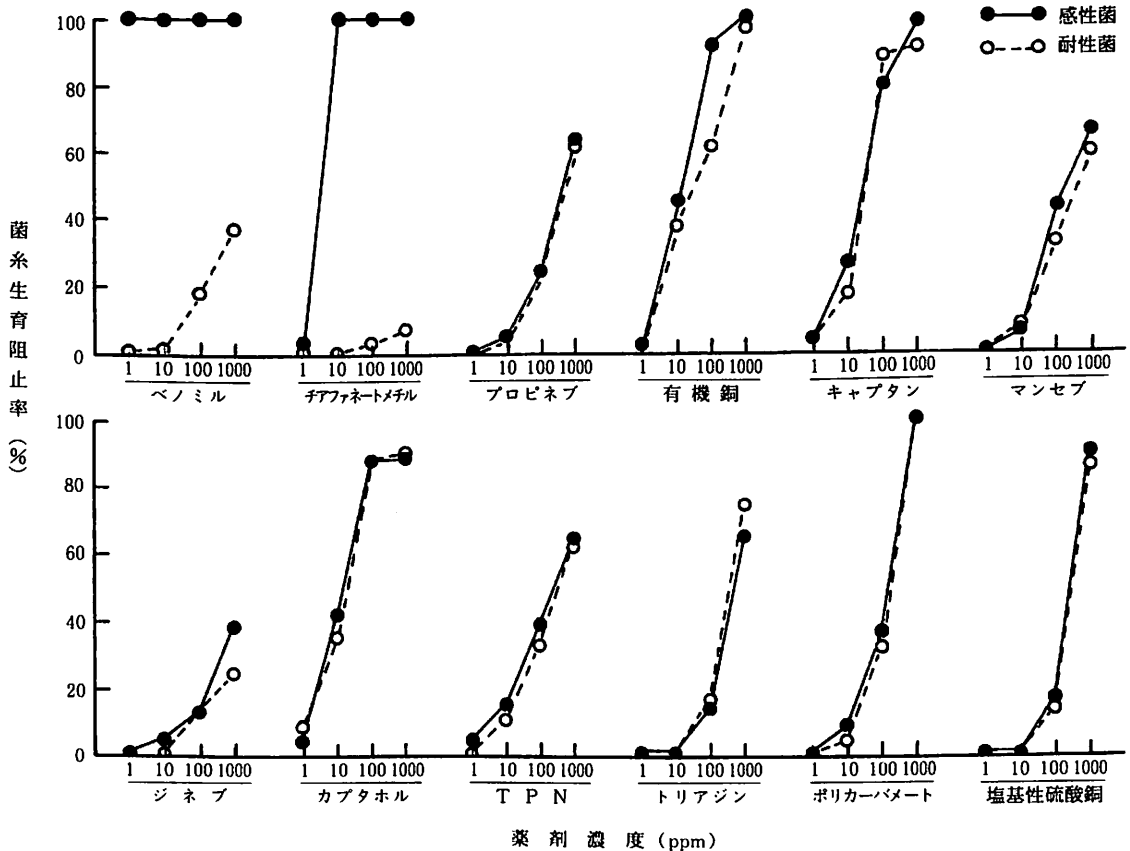 感性菌
耐性菌
菌糸生育阻止率(%)
100
80
60
40
20
0
1 10 100 1000 1 10 100 1000 1 10 100 1000 1 10 100 1000 1 10 100 1000 1 10 100 1000
ベノミル チアファネートメチル プロピネブ 有機銅 キャプタン マンセブ
100
80
60
40
20
0
1 10 100 1000 1 10 100 1000 1 10 100 1000 1 10 100 1000 1 10 100 1000 1 10 100 1000
ジネブ カプタホル TPN トリアジン ポリカーバメート 塩基性硫酸銅
薬剤濃度(ppm)